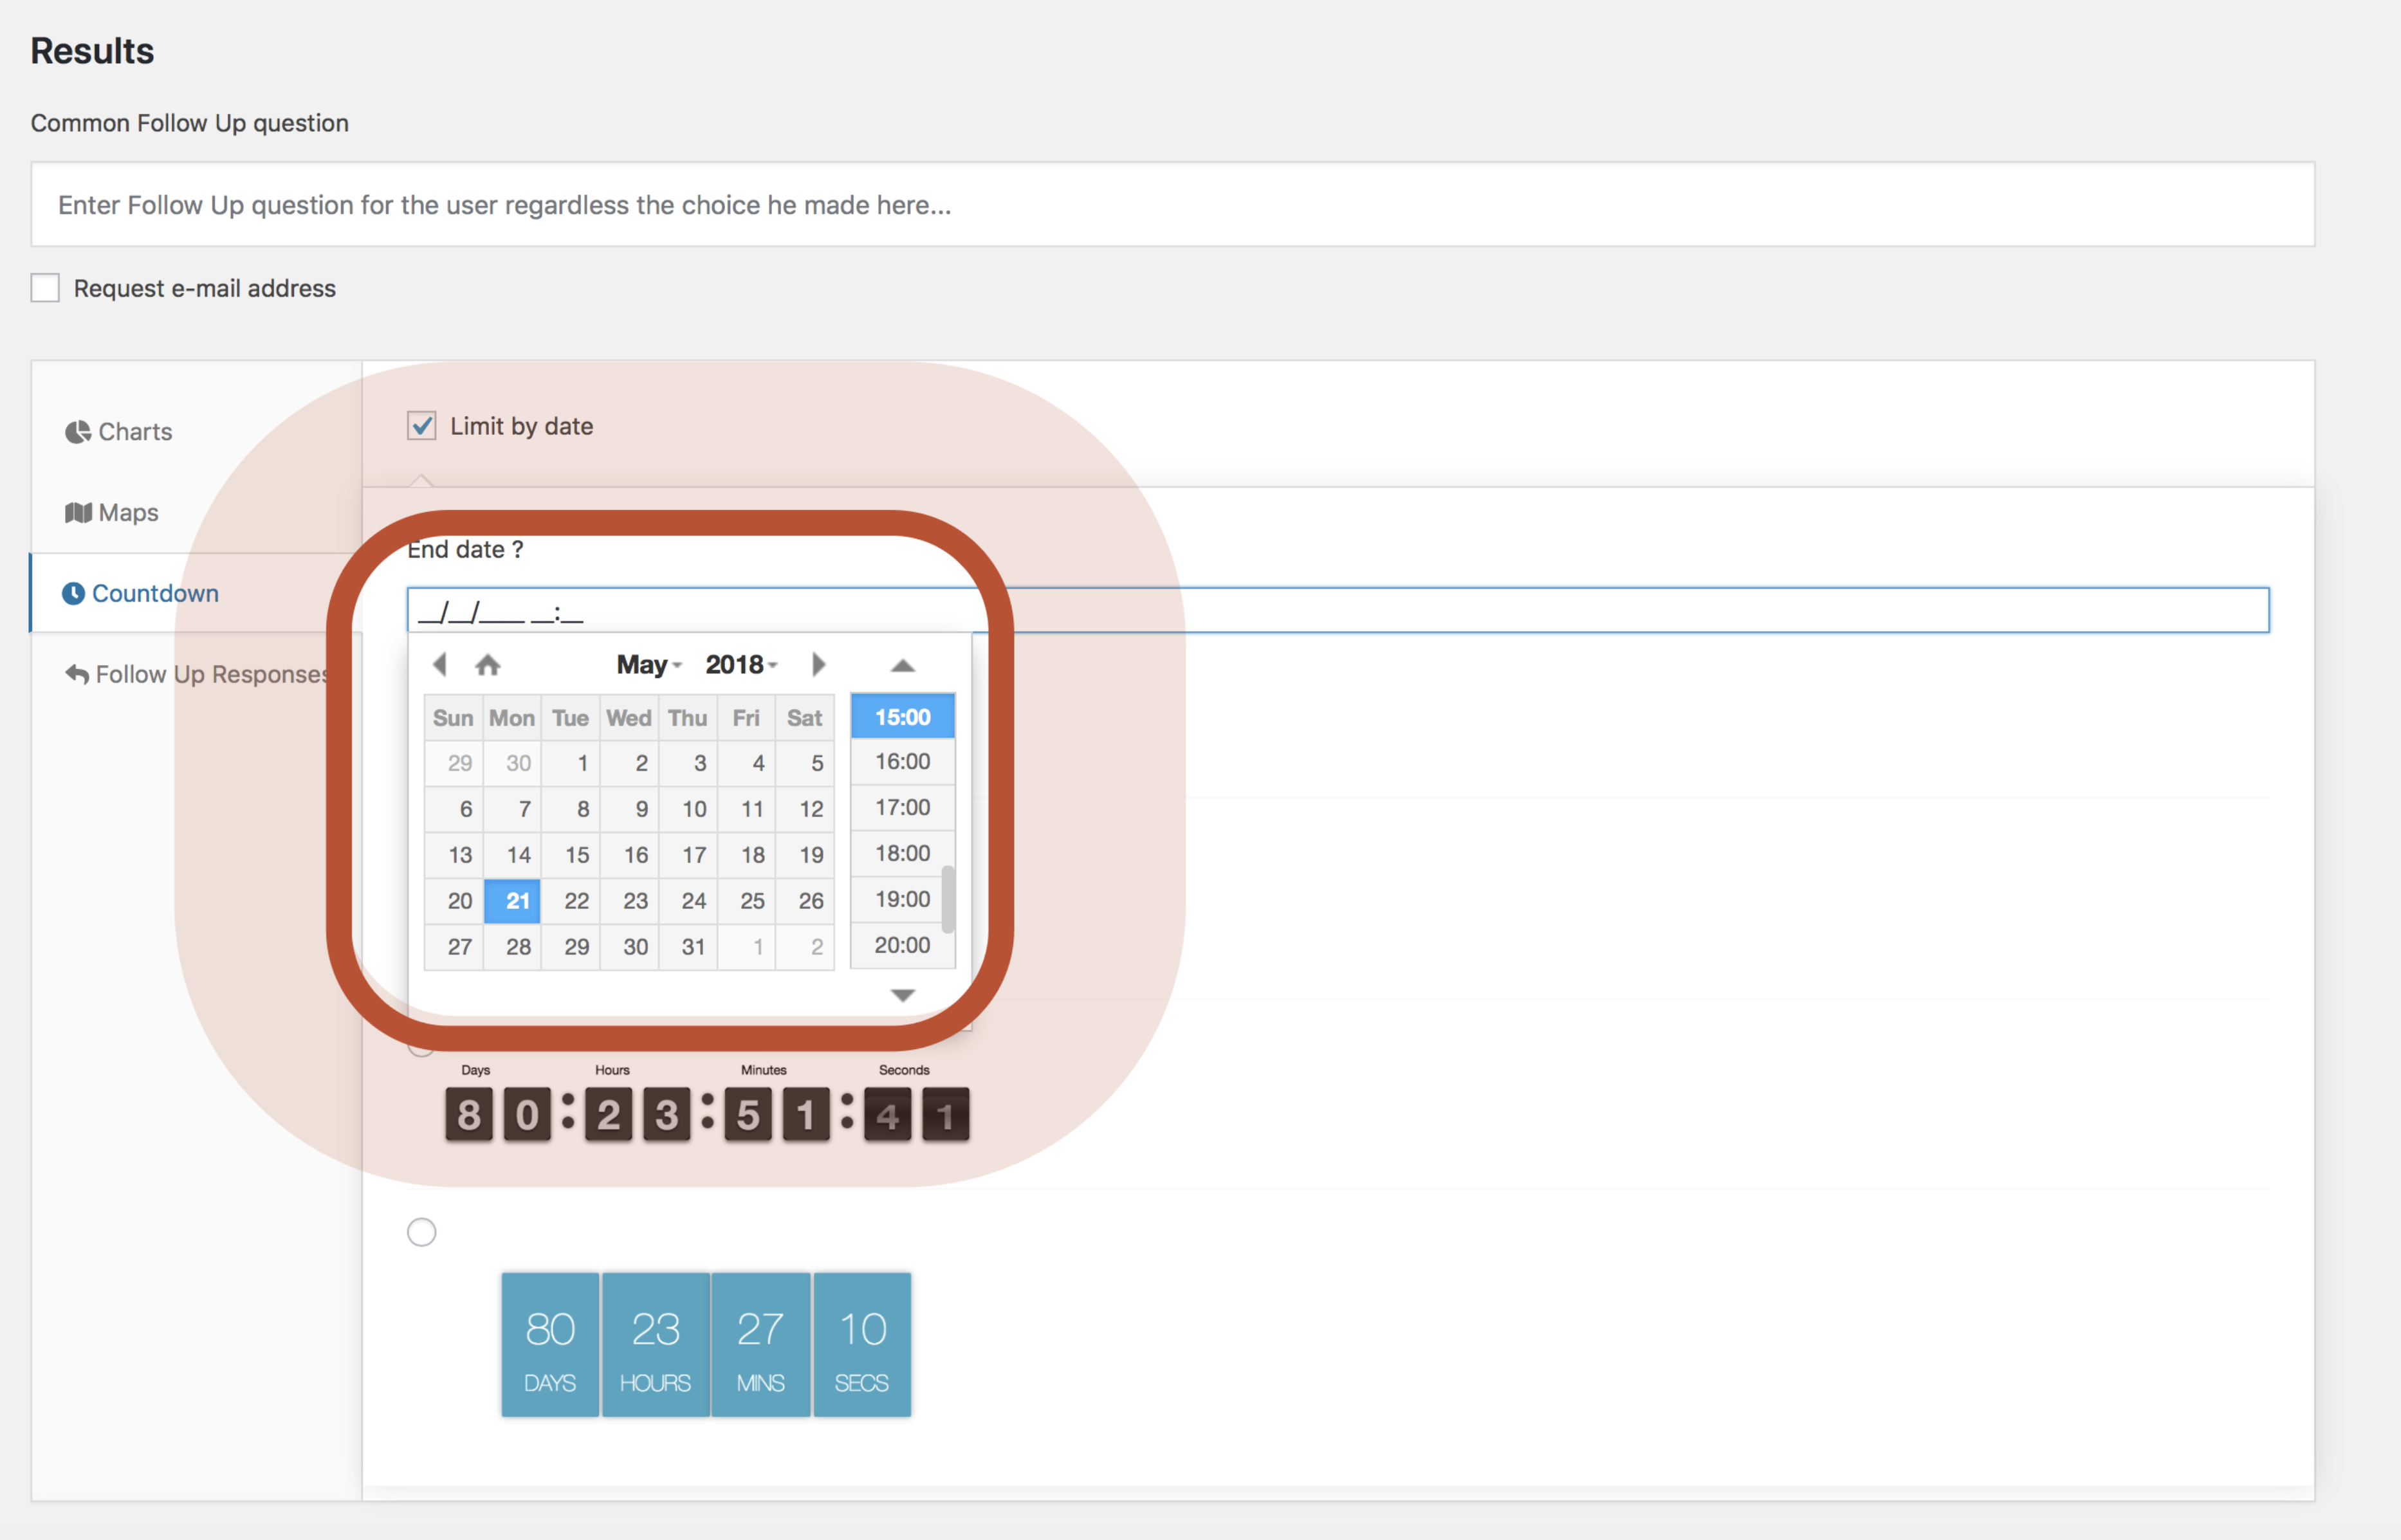 Results
Common Follow Up question
Enter Follow Up question for the user regardless the choice he made here...
Request e-mail address
Charts
Maps
Countdown
Follow Up Responses
Limit by date
End date ?
__/__/____ __:__
May 2018
Sun Mon Tue Wed Thu Fri Sat
29 30 1 2 3 4 5
6 7 8 9 10 11 12
13 14 15 16 17 18 19
20 21 22 23 24 25 26
27 28 29 30 31 1 2
15:00
16:00
17:00
18:00
19:00
20:00
Days Hours Minutes Seconds
80:23:51:41
80 23 27 10
DAYS HOURS MINS SECS